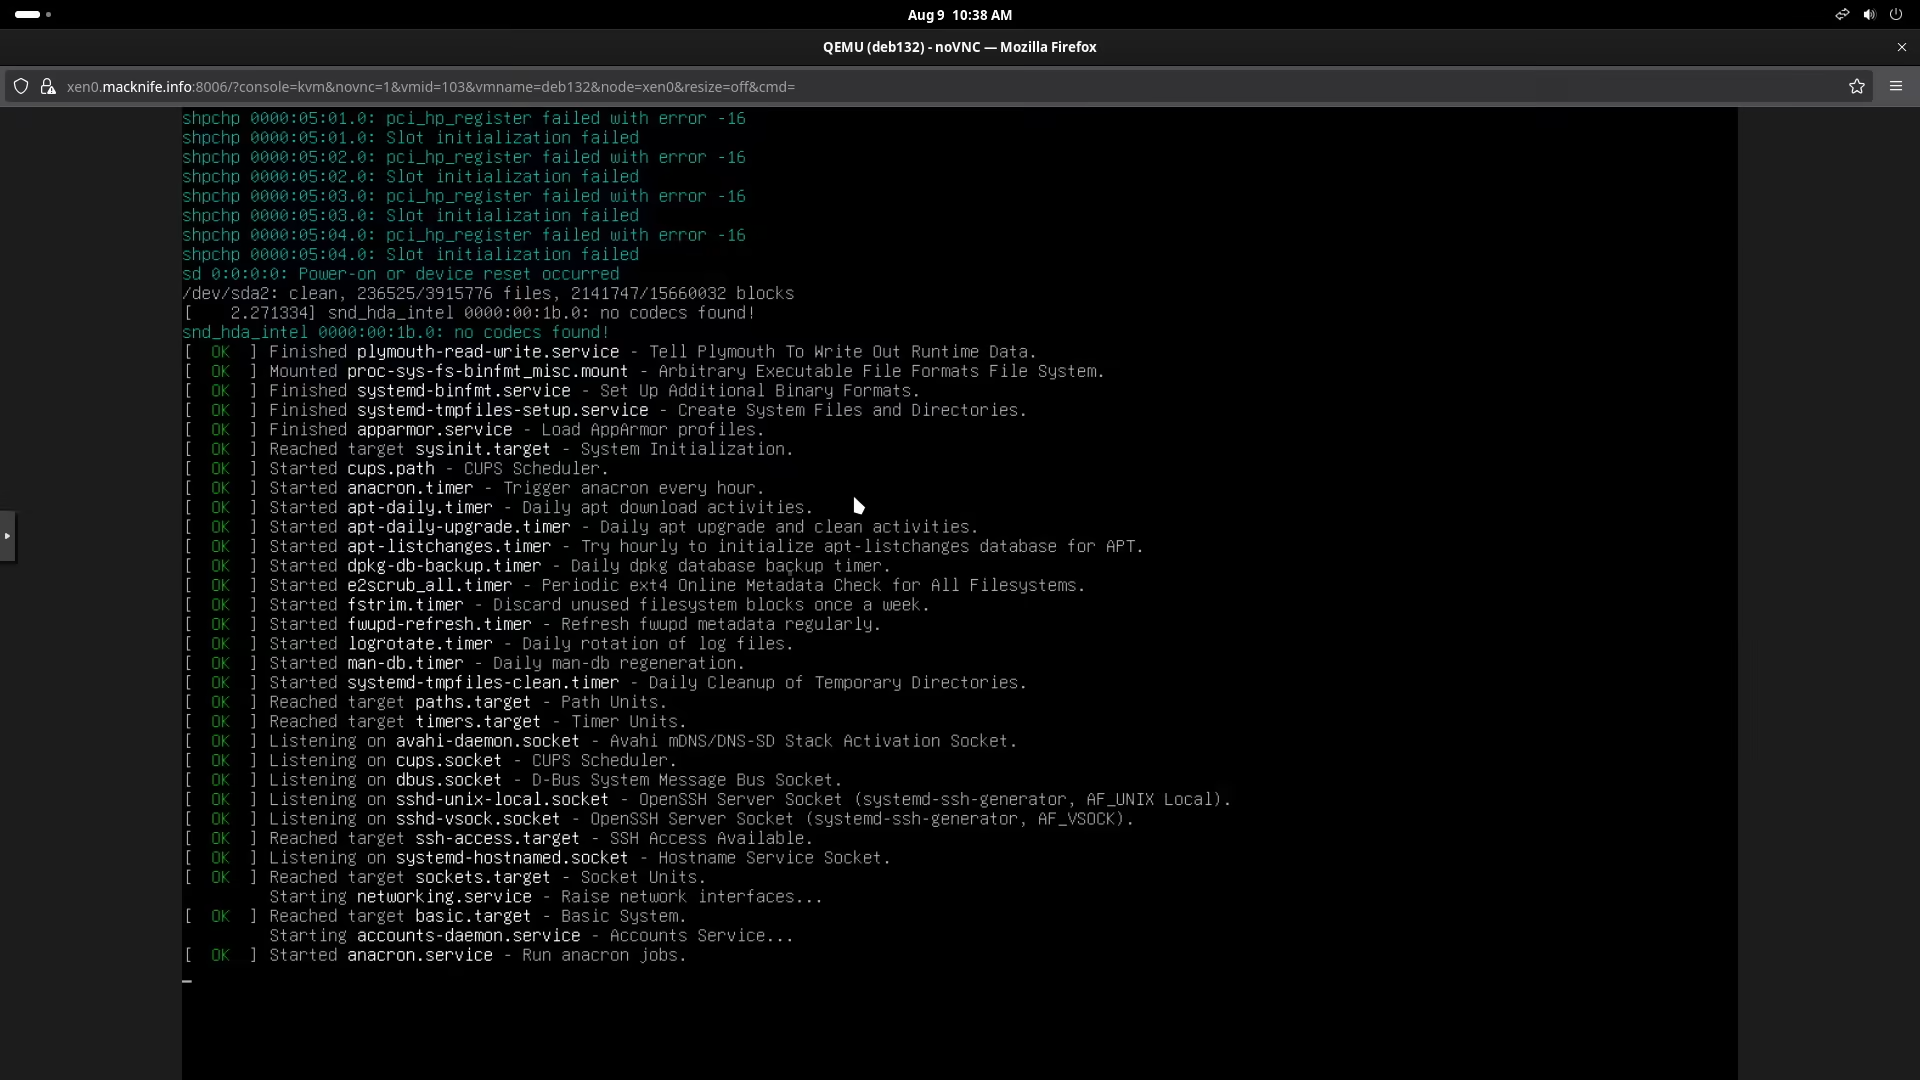 Aug 9  10:38 AM
QEMU (deb132) - noVNC — Mozilla Firefox
xen0.macknife.info:8006/?console=kvm&novnc=1&vmid=103&vmname=deb132&node=xen0&resize=off&cmd=
shpchp 0000:05:01.0: pci_hp_register failed with error -16
shpchp 0000:05:01.0: Slot initialization failed
shpchp 0000:05:02.0: pci_hp_register failed with error -16
shpchp 0000:05:02.0: Slot initialization failed
shpchp 0000:05:03.0: pci_hp_register failed with error -16
shpchp 0000:05:03.0: Slot initialization failed
shpchp 0000:05:04.0: pci_hp_register failed with error -16
shpchp 0000:05:04.0: Slot initialization failed
sd 0:0:0:0: Power-on or device reset occurred
/dev/sda2: clean, 236525/3915776 files, 2141747/15660032 blocks
[    2.271334] snd_hda_intel 0000:00:1b.0: no codecs found!
snd_hda_intel 0000:00:1b.0: no codecs found!
[  OK  ] Finished plymouth-read-write.service - Tell Plymouth To Write Out Runtime Data.
[  OK  ] Mounted proc-sys-fs-binfmt_misc.mount - Arbitrary Executable File Formats File System.
[  OK  ] Finished systemd-binfmt.service - Set Up Additional Binary Formats.
[  OK  ] Finished systemd-tmpfiles-setup.service - Create System Files and Directories.
[  OK  ] Finished apparmor.service - Load AppArmor profiles.
[  OK  ] Reached target sysinit.target - System Initialization.
[  OK  ] Started cups.path - CUPS Scheduler.
[  OK  ] Started anacron.timer - Trigger anacron every hour.
[  OK  ] Started apt-daily.timer - Daily apt download activities.
[  OK  ] Started apt-daily-upgrade.timer - Daily apt upgrade and clean activities.
[  OK  ] Started apt-listchanges.timer - Try hourly to initialize apt-listchanges database for APT.
[  OK  ] Started dpkg-db-backup.timer - Daily dpkg database backup timer.
[  OK  ] Started e2scrub_all.timer - Periodic ext4 Online Metadata Check for All Filesystems.
[  OK  ] Started fstrim.timer - Discard unused filesystem blocks once a week.
[  OK  ] Started fwupd-refresh.timer - Refresh fwupd metadata regularly.
[  OK  ] Started logrotate.timer - Daily rotation of log files.
[  OK  ] Started man-db.timer - Daily man-db regeneration.
[  OK  ] Started systemd-tmpfiles-clean.timer - Daily Cleanup of Temporary Directories.
[  OK  ] Reached target paths.target - Path Units.
[  OK  ] Reached target timers.target - Timer Units.
[  OK  ] Listening on avahi-daemon.socket - Avahi mDNS/DNS-SD Stack Activation Socket.
[  OK  ] Listening on cups.socket - CUPS Scheduler.
[  OK  ] Listening on dbus.socket - D-Bus System Message Bus Socket.
[  OK  ] Listening on sshd-unix-local.socket - OpenSSH Server Socket (systemd-ssh-generator, AF_UNIX Local).
[  OK  ] Listening on sshd-vsock.socket - OpenSSH Server Socket (systemd-ssh-generator, AF_VSOCK).
[  OK  ] Reached target ssh-access.target - SSH Access Available.
[  OK  ] Listening on systemd-hostnamed.socket - Hostname Service Socket.
[  OK  ] Reached target sockets.target - Socket Units.
Starting networking.service - Raise network interfaces...
[  OK  ] Reached target basic.target - Basic System.
Starting accounts-daemon.service - Accounts Service...
[  OK  ] Started anacron.service - Run anacron jobs.